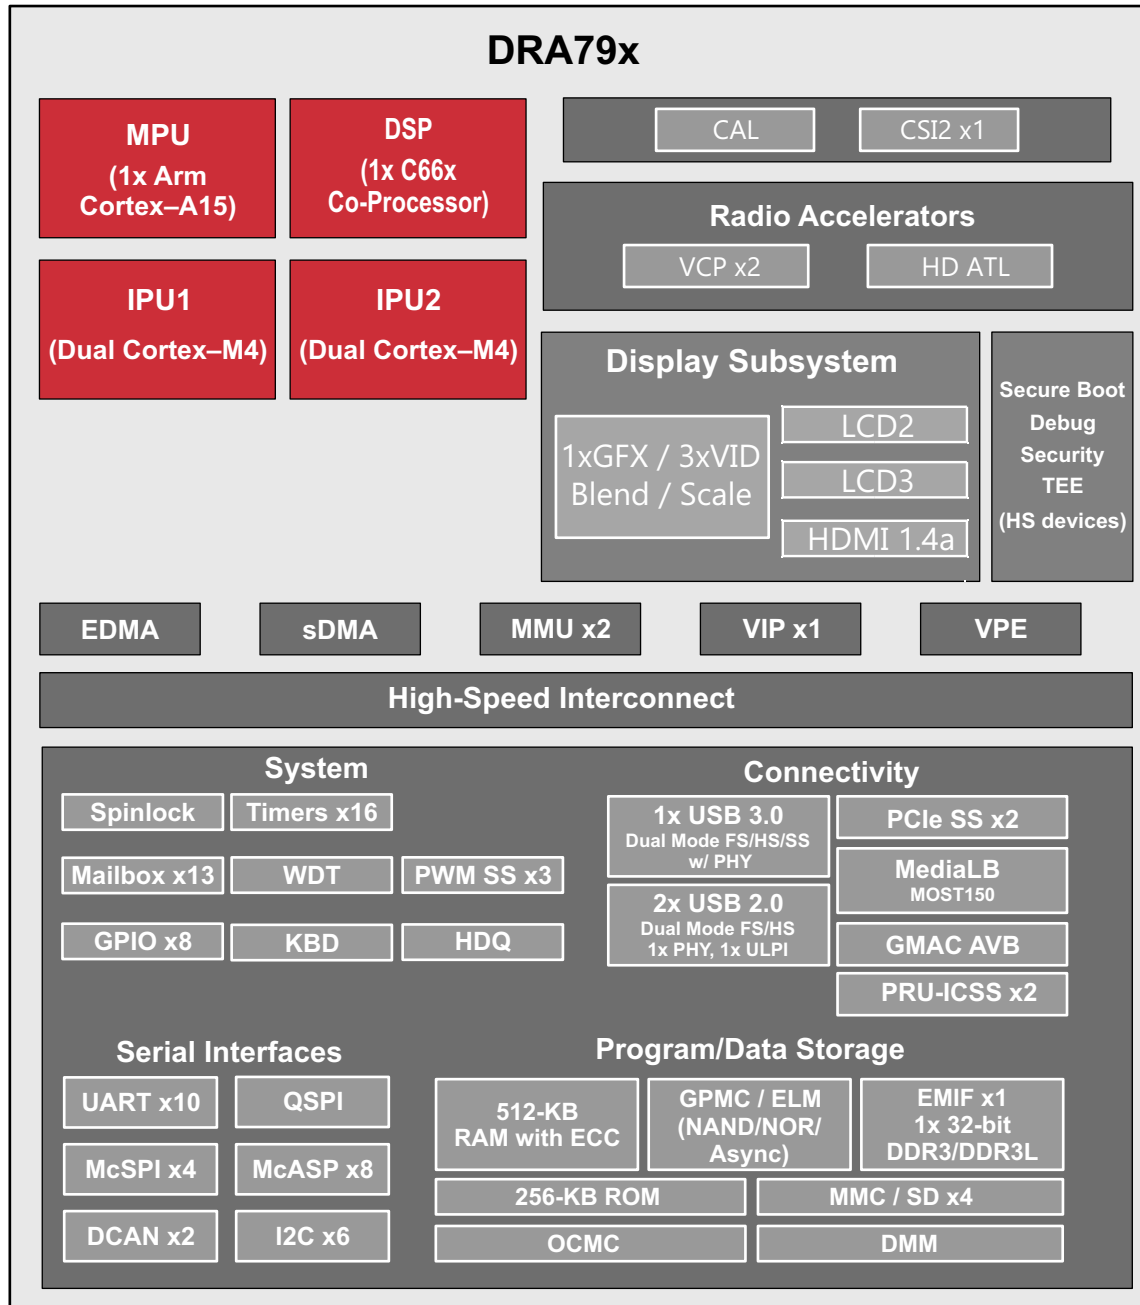 DRA79x
MPU
(1x Arm
Cortex–A15)
DSP
(1x C66x
Co-Processor)
CAL
CSI2 x1
Radio Accelerators
VCP x2
HD ATL
IPU1
(Dual Cortex–M4)
IPU2
(Dual Cortex–M4)
Display Subsystem
1xGFX / 3xVID
Blend / Scale
LCD2
LCD3
HDMI 1.4a
Secure Boot
Debug
Security
TEE
(HS devices)
EDMA
sDMA
MMU x2
VIP x1
VPE
High-Speed Interconnect
System
Spinlock
Timers x16
Mailbox x13
WDT
PWM SS x3
GPIO x8
KBD
HDQ
Connectivity
1x USB 3.0
Dual Mode FS/HS/SS
w/ PHY
2x USB 2.0
Dual Mode FS/HS
1x PHY, 1x ULPI
PCIe SS x2
MediaLB
MOST150
GMAC AVB
PRU-ICSS x2
Serial Interfaces
UART x10
QSPI
McSPI x4
McASP x8
DCAN x2
I2C x6
Program/Data Storage
512-KB
RAM with ECC
GPMC / ELM
(NAND/NOR/
Async)
EMIF x1
1x 32-bit
DDR3/DDR3L
256-KB ROM
MMC / SD x4
OCMC
DMM